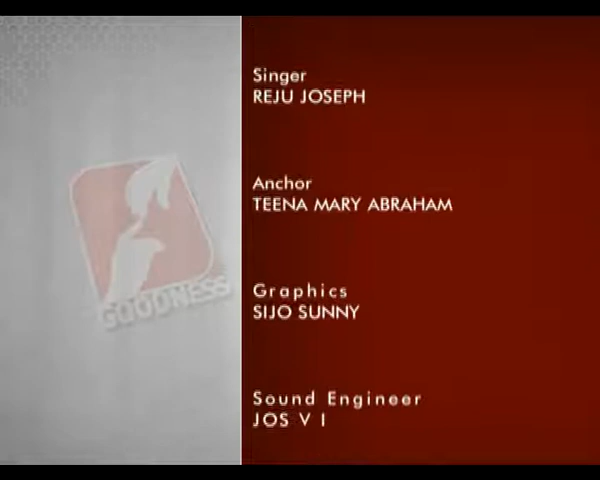 Singer
REJU JOSEPH
Anchor
TEENA MARY ABRAHAM
Graphics
SIJO SUNNY
Sound Engineer
JOS V I
GOODNESS